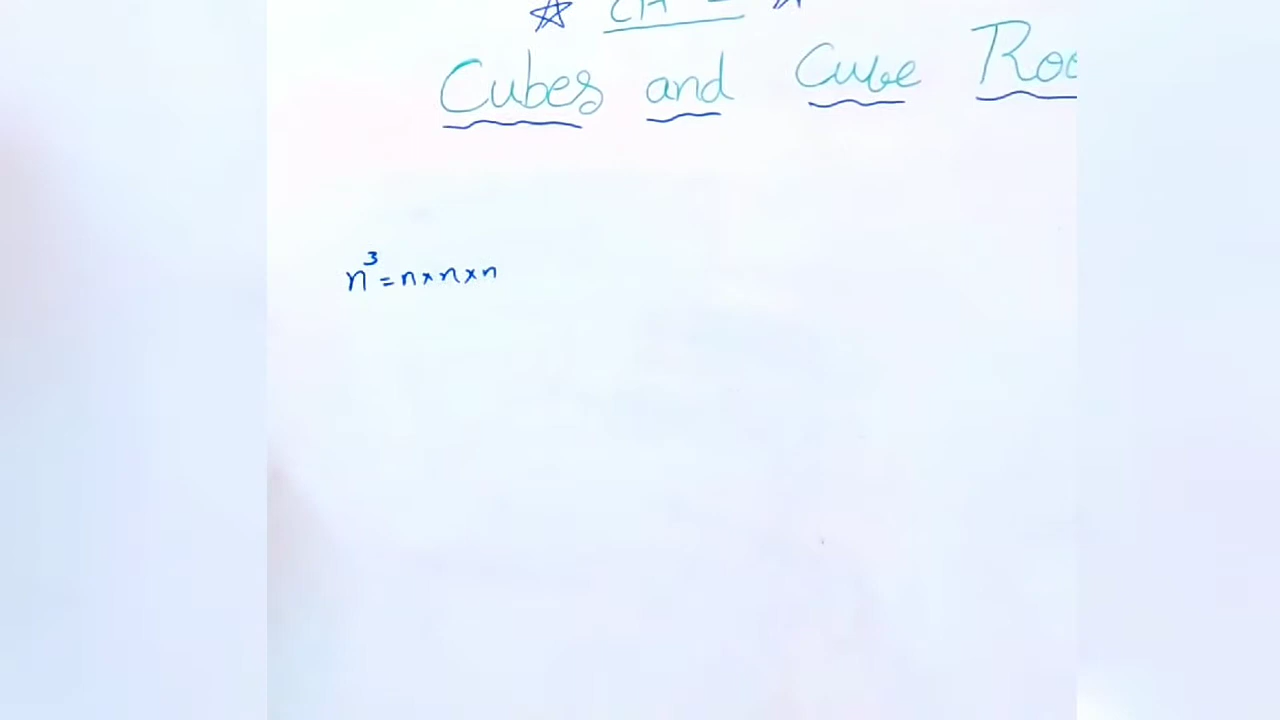 Cubes and Cube
n³ = n × n × n